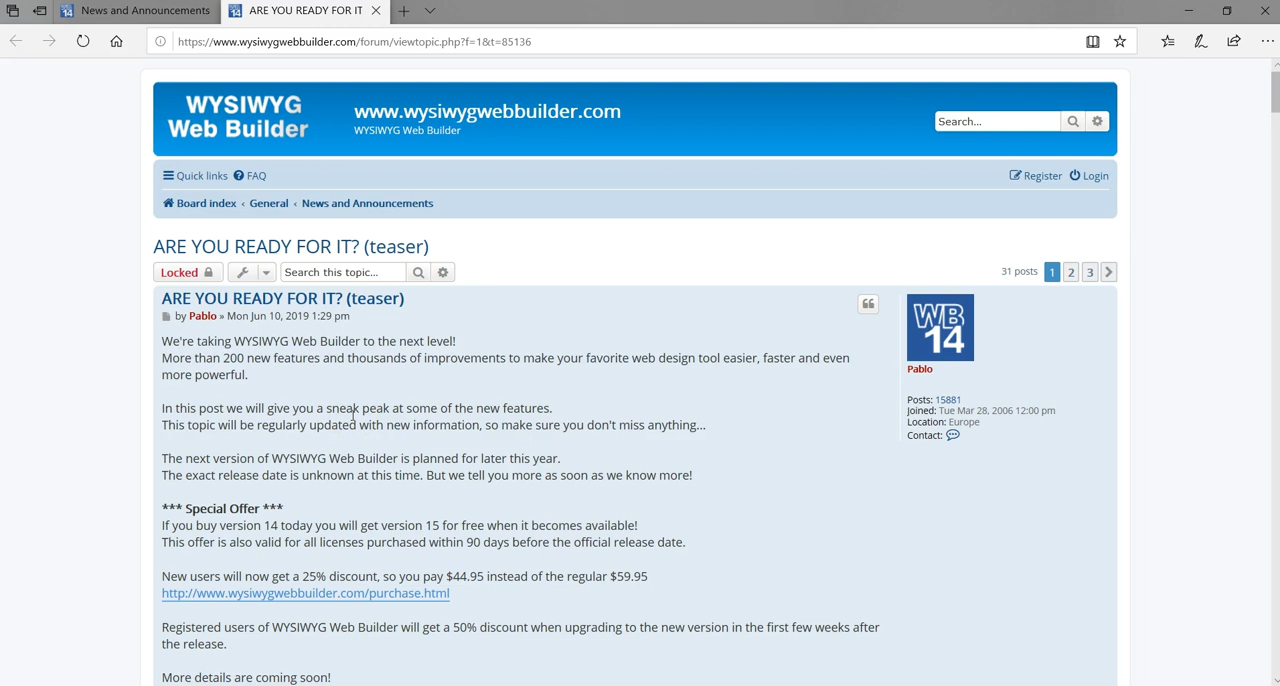 News and Announcements
ARE YOU READY FOR IT
https://www.wysiwygwebbuilder.com/forum/viewtopic.php?f=1&t=85136
WYSIWYG
Web Builder
www.wysiwygwebbuilder.com
WYSIWYG Web Builder
Search…
Quick links FAQ
Register Login
Board index ‹ General ‹ News and Announcements
ARE YOU READY FOR IT? (teaser)
Locked
Search this topic…
31 posts 1 2 3
ARE YOU READY FOR IT? (teaser)
by Pablo » Mon Jun 10, 2019 1:29 pm
We're taking WYSIWYG Web Builder to the next level!
More than 200 new features and thousands of improvements to make your favorite web design tool easier, faster and even
more powerful.
In this post we will give you a sneak peak at some of the new features.
This topic will be regularly updated with new information, so make sure you don't miss anything...
The next version of WYSIWYG Web Builder is planned for later this year.
The exact release date is unknown at this time. But we tell you more as soon as we know more!
*** Special Offer ***
If you buy version 14 today you will get version 15 for free when it becomes available!
This offer is also valid for all licenses purchased within 90 days before the official release date.
New users will now get a 25% discount, so you pay $44.95 instead of the regular $59.95
http://www.wysiwygwebbuilder.com/purchase.html
Registered users of WYSIWYG Web Builder will get a 50% discount when upgrading to the new version in the first few weeks after
the release.
More details are coming soon!
WB
14
Pablo
Posts: 15881
Joined: Tue Mar 28, 2006 12:00 pm
Location: Europe
Contact: